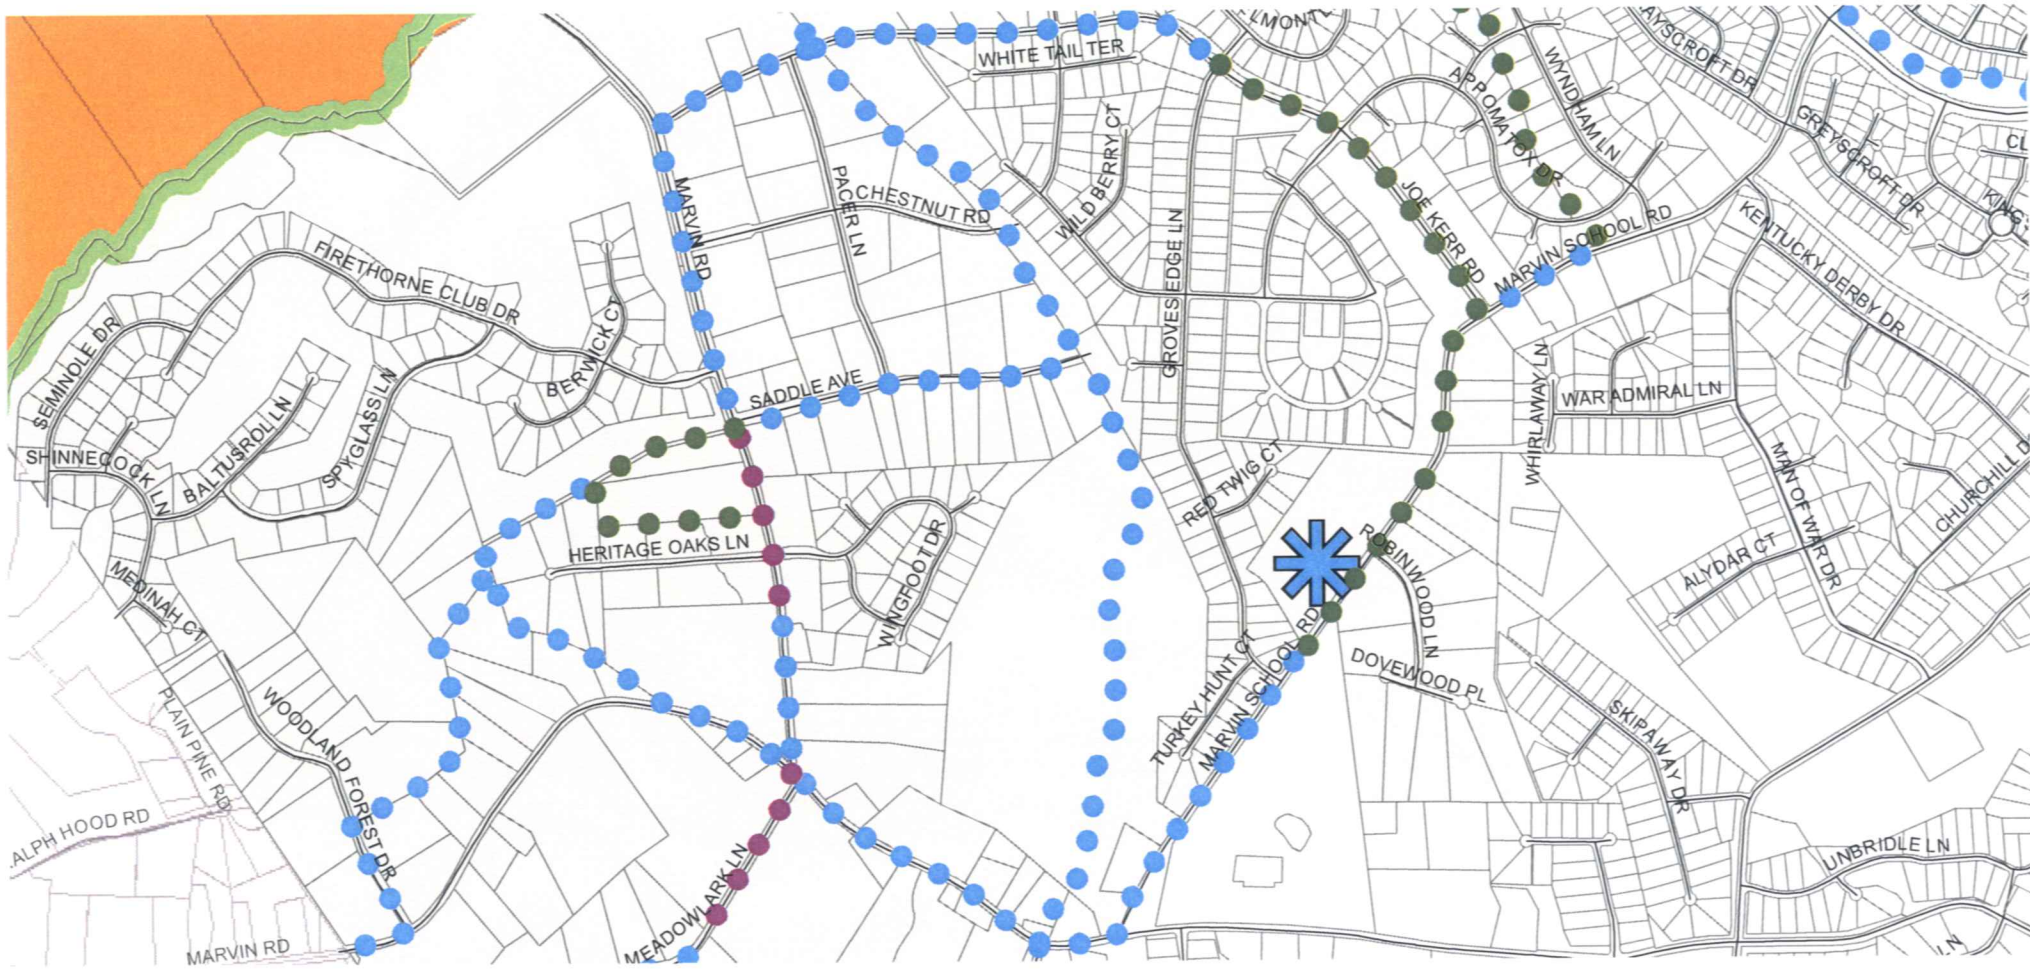 WHITE TAIL TER
APPOMATOX DR
WYNDHAM LN
GREYSCROFT DR
KENTUCKY DERBY DR
WILD BERRY CT
PACER LN
CHESTNUT RD
MARVIN RD
JOE KERR RD
MARVIN SCHOOL RD
FIRETHORNE CLUB DR
BERWICK CT
GROVES EDGE LN
SEMINOLE DR
SADDLE AVE
WHIRLAWAY LN
WAR ADMIRAL LN
SPYGLASS LN
BALTUSROL LN
SHINNECOCK LN
MAN OF WAR DR
CHURCHILL D
RED TWIG CT
HERITAGE OAKS LN
WINGFOOT DR
ROBINWOOD LN
ALYDAR CT
MEDINAH CT
DOVEWOOD PL
TURKEY HUNT CT
MARVIN SCHOOL RD
SKIPAWAY DR
WOODLAND FOREST DR
PLAIN PINE RD
ALPH HOOD RD
UNBRIDLE LN
MEADOWLARK LN
MARVIN RD
LN